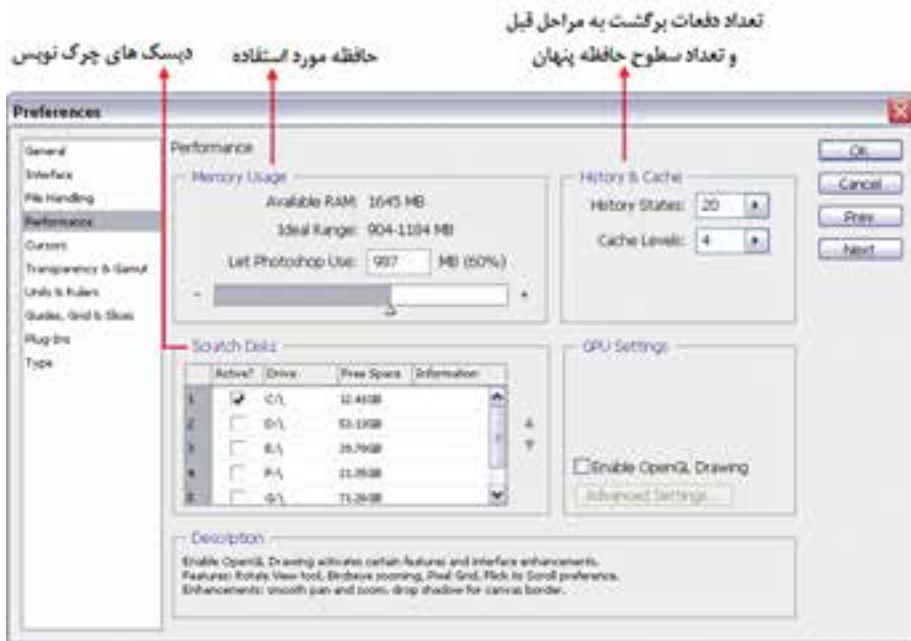 تعداد دفعات برگشت به مراحل قبل
و تعداد سطوح حافظه پنهان
حافظه مورد استفاده
دیسک های چرک نویس
Preferences
General
Interface
File Handling
Performance
Cursors
Transparency & Gamut
Units & Rulers
Guides, Grid & Slices
Plug-Ins
Type
Performance
Memory Usage
Available RAM: 1645 MB
Ideal Range: 904-1184 MB
Let Photoshop Use: 987 MB (60%)
- +
History & Cache
History States: 20
Cache Levels: 4
OK
Cancel
Prev
Next
Scratch Disks
Active? Drive Free Space Information
1 C:\
2 D:\
3 E:\
4 F:\
5 G:\
GPU Settings
Enable OpenGL Drawing
Advanced Settings...
Description
Enable OpenGL Drawing activates certain features and interface enhancements.
Features: Rotate View tool, Birdseye zooming, Pixel Grid, Flick to Scroll preference.
Enhancements: smooth pan and zoom, drop shadow for canvas border.